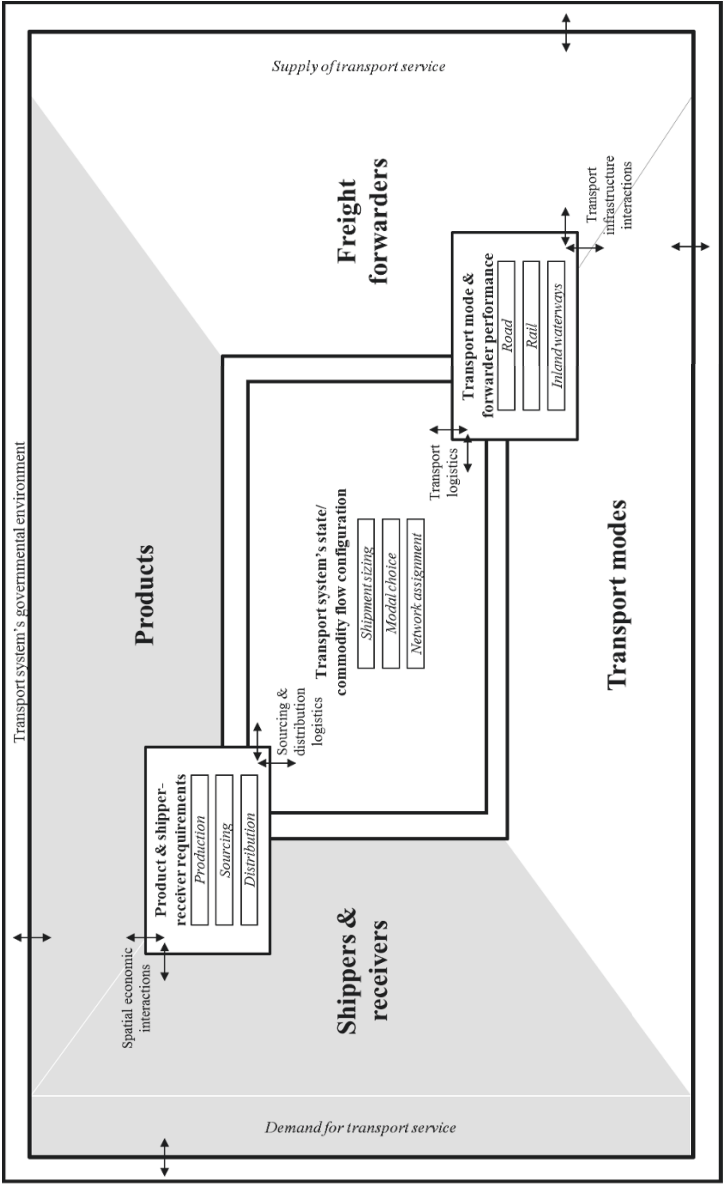 Transport system's governmental environment
Demand for transport service
Supply of transport service
Products
Shippers &
receivers
Freight
forwarders
Transport modes
Spatial economic
interactions
Product & shipper-
receiver requirements
Production
Sourcing
Distribution
Sourcing &
distribution
logistics
Transport system's state/
commodity flow configuration
Shipment sizing
Modal choice
Network assignment
Transport
logistics
Transport mode &
forwarder performance
Road
Rail
Inland waterways
Transport
infrastructure
interactions